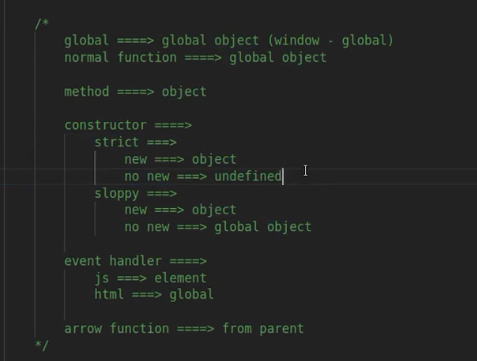 /*
global ====> global object (window - global)
normal function ====> global object
method ====> object
constructor ====>
strict ===>
new ===> object
no new ===> undefined
sloppy ===>
new ===> object
no new ===> global object
event handler ====>
js ===> element
html ===> global
arrow function ====> from parent
*/